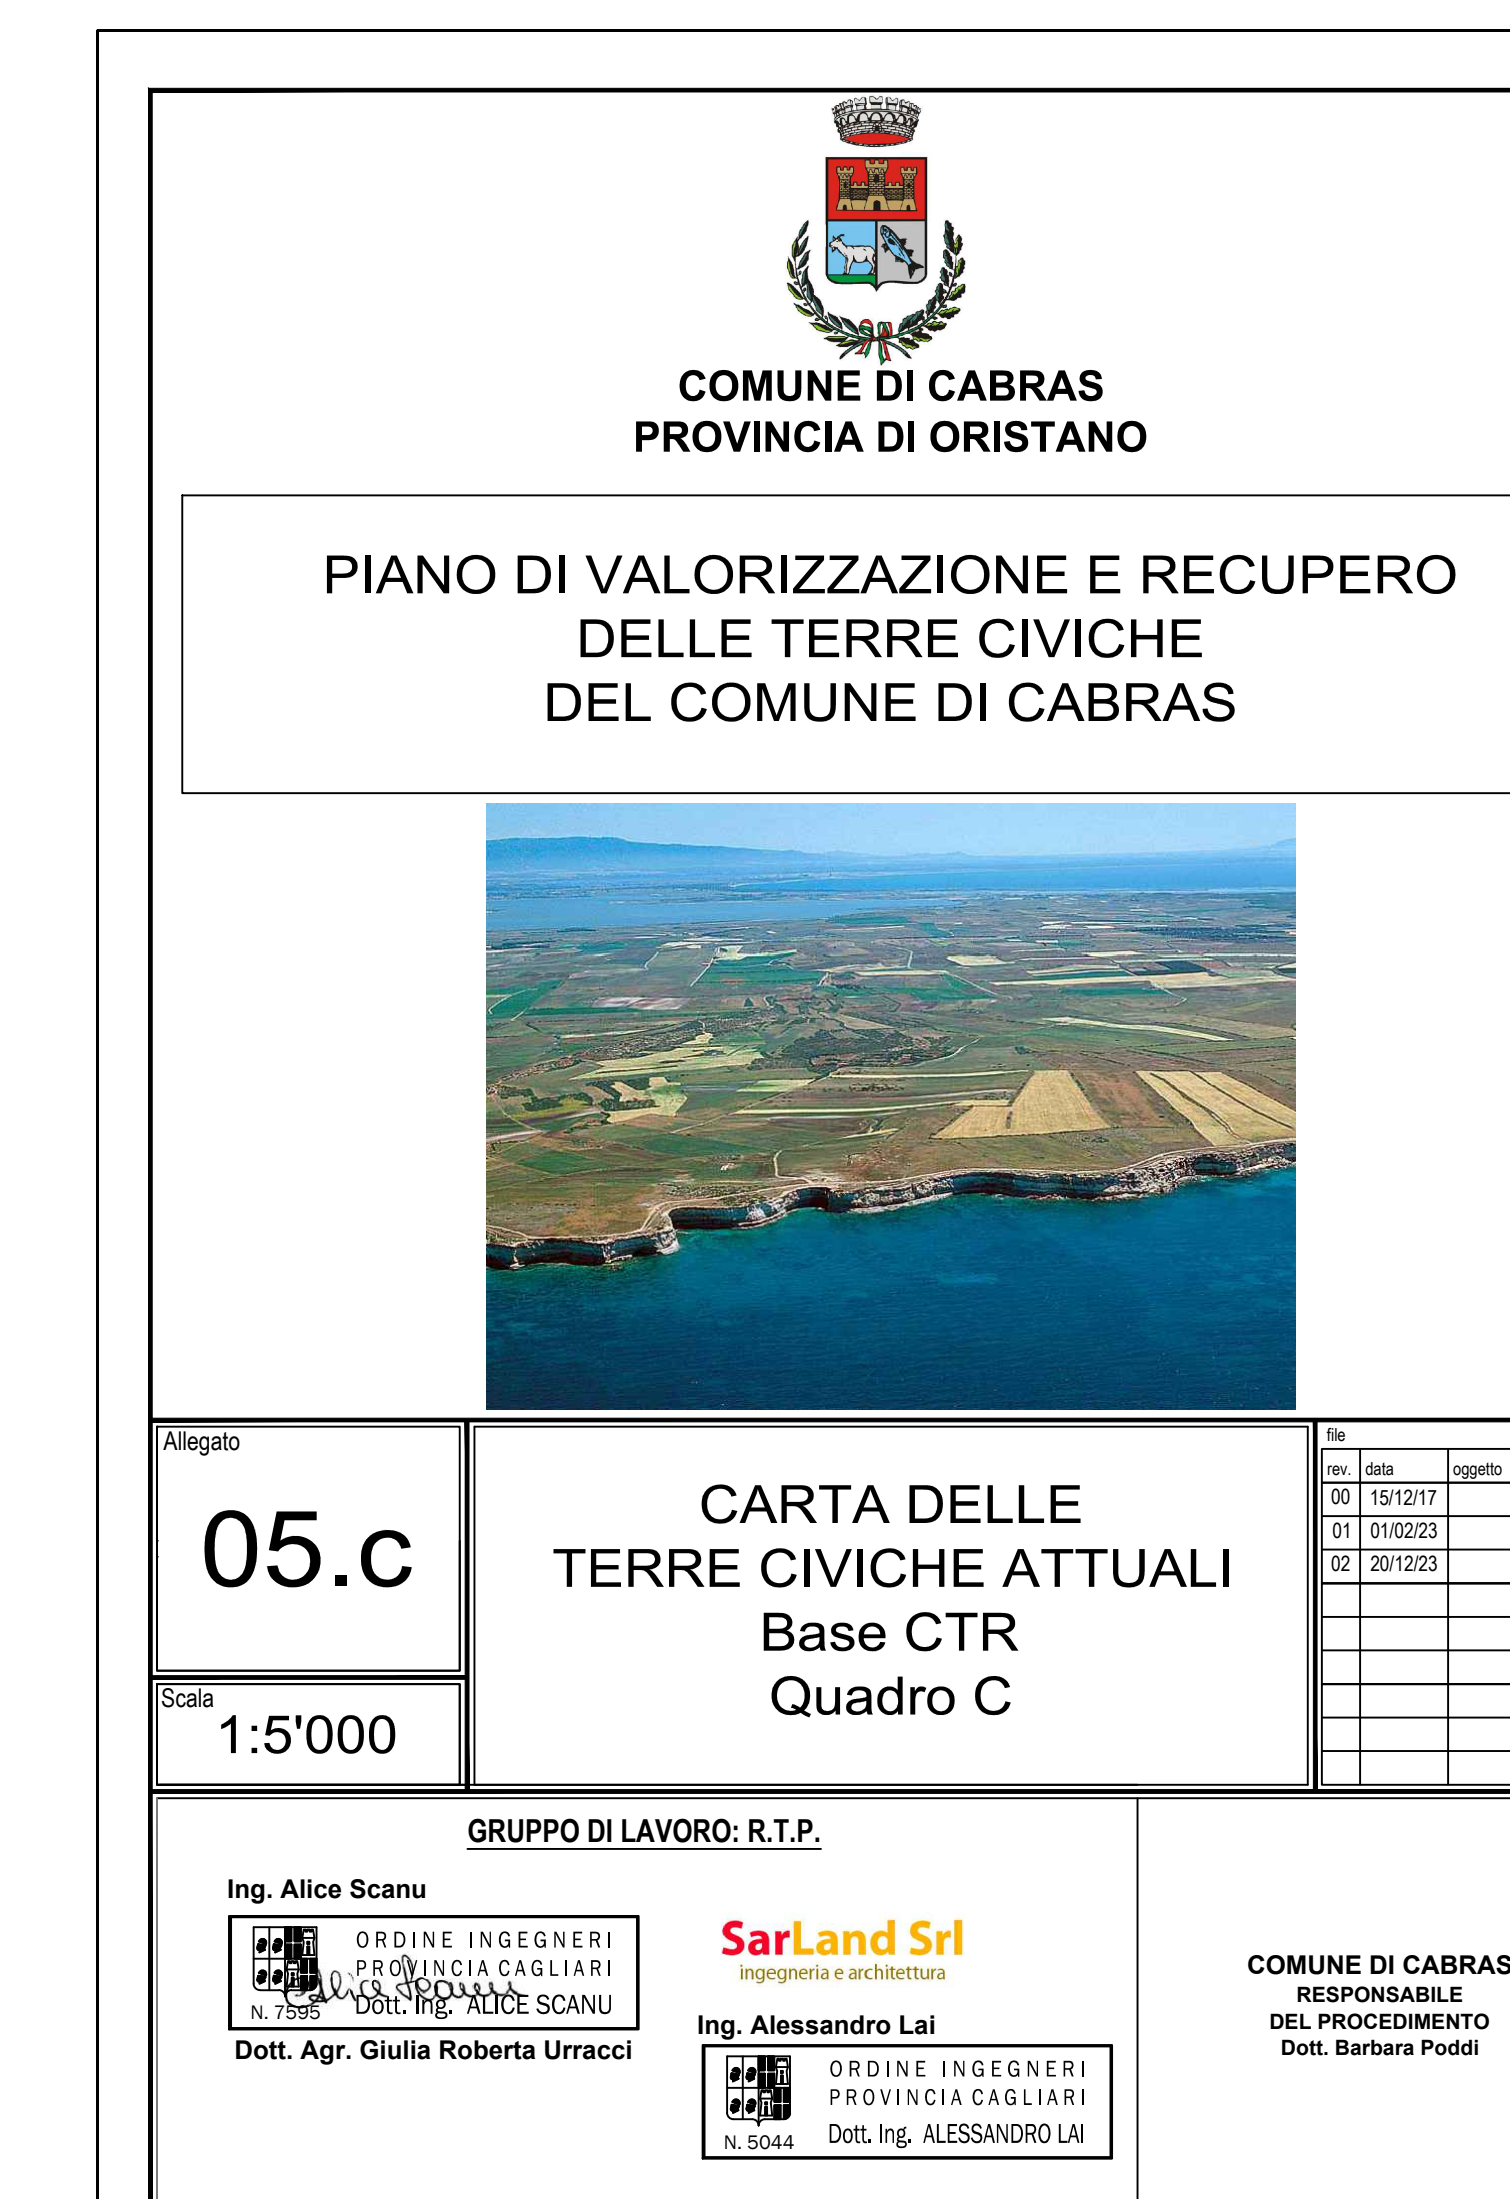 COMUNE DI CABRAS
PROVINCIA DI ORISTANO
PIANO DI VALORIZZAZIONE E RECUPERO
DELLE TERRE CIVICHE
DEL COMUNE DI CABRAS
Allegato
05.c
Scala
1:5'000
CARTA DELLE
TERRE CIVICHE ATTUALI
Base CTR
Quadro C
file
rev. data oggetto
00 15/12/17
01 01/02/23
02 20/12/23
GRUPPO DI LAVORO: R.T.P.
Ing. Alice Scanu
ORDINE INGEGNERI
PROVINCIA CAGLIARI
N. 7595 Dott. Ing. ALICE SCANU
Alice Scanu
Dott. Agr. Giulia Roberta Urracci
SarLand Srl
ingegneria e architettura
Ing. Alessandro Lai
ORDINE INGEGNERI
PROVINCIA CAGLIARI
N. 5044 Dott. Ing. ALESSANDRO LAI
COMUNE DI CABRAS
RESPONSABILE
DEL PROCEDIMENTO
Dott. Barbara Poddi